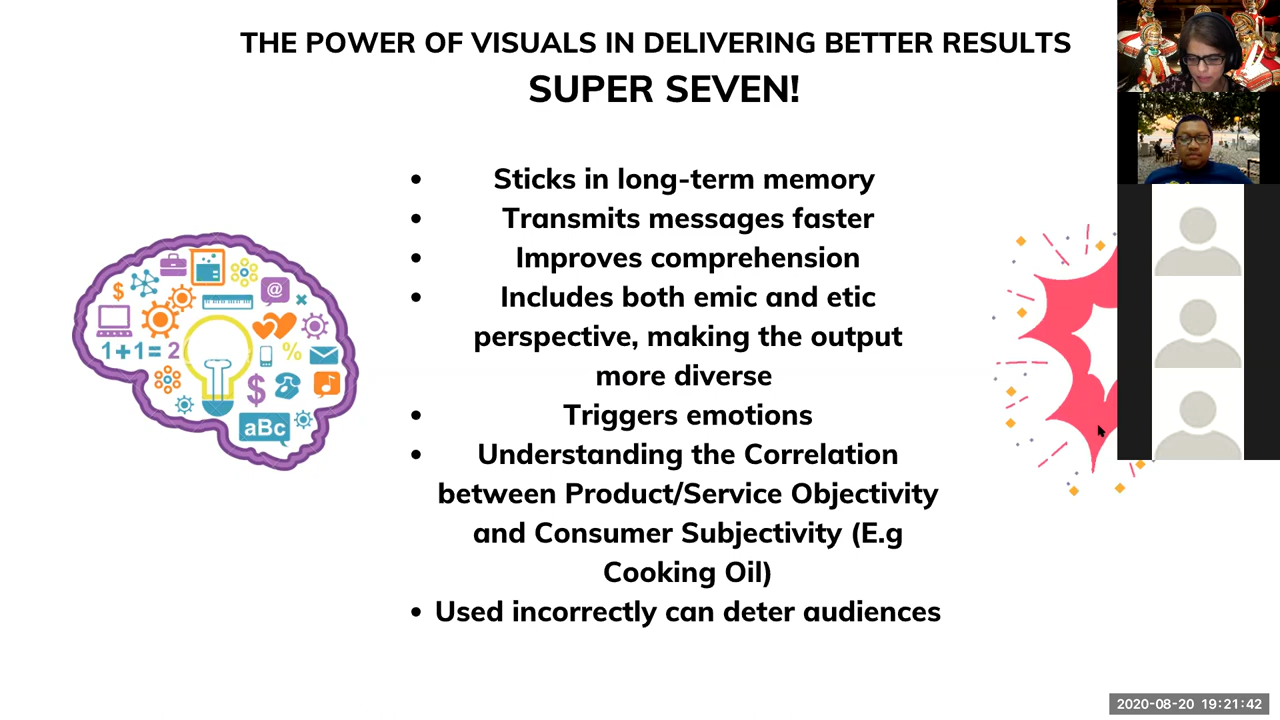 THE POWER OF VISUALS IN DELIVERING BETTER RESULTS
SUPER SEVEN!
• Sticks in long-term memory
• Transmits messages faster
• Improves comprehension
• Includes both emic and etic
perspective, making the output
more diverse
• Triggers emotions
• Understanding the Correlation
between Product/Service Objectivity
and Consumer Subjectivity (E.g
Cooking Oil)
• Used incorrectly can deter audiences
$
@
1+1=2
%
$
aBc
2020-08-20 19:21:42